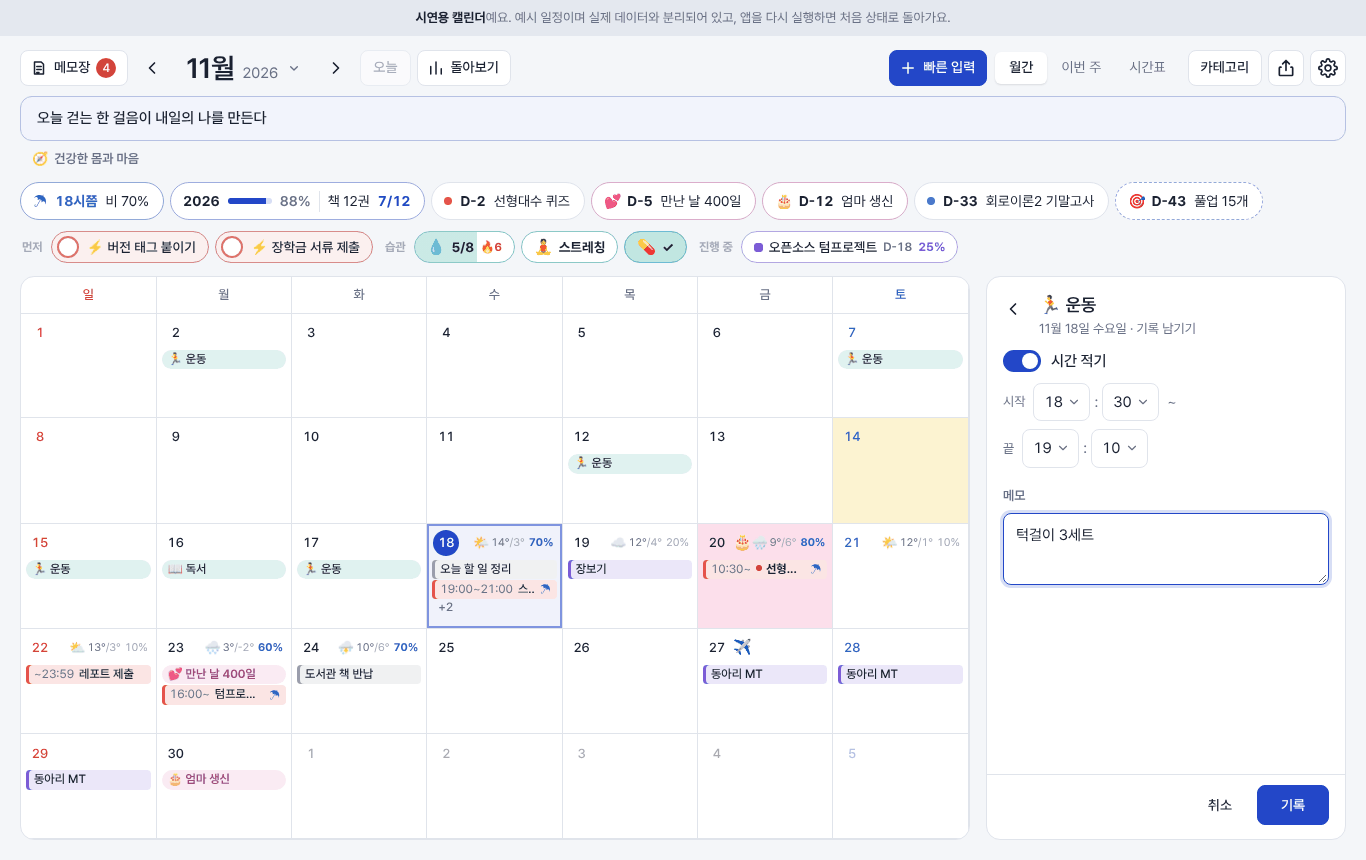 시연용 캘린더예요. 예시 일정이며 실제 데이터와 분리되어 있고, 앱을 다시 실행하면 처음 상태로 돌아가요.
메모장 4 11월 2026 오늘 돌아보기 빠른 입력 월간 이번 주 시간표 카테고리
오늘 걷는 한 걸음이 내일의 나를 만든다
건강한 몸과 마음
18시쯤 비 70% 2026 88% 책 12권 7/12 D-2 선형대수 퀴즈 D-5 만난 날 400일 D-12 엄마 생신 D-33 회로이론2 기말고사 D-43 풀업 15개
먼저 버전 태그 붙이기 장학금 서류 제출 습관 5/8 6 스트레칭 진행 중 오픈소스 텀프로젝트 D-18 25%
일 월 화 수 목 금 토
1 2 3 4 5 6 7
운동 운동
8 9 10 11 12 13 14
운동
15 16 17 18 14°/3° 70% 19 12°/4° 20% 20 9°/6° 80% 21 12°/1° 10%
운동 독서 운동 오늘 할 일 정리 장보기 10:30~ 선형...
19:00~21:00 스..
+2
22 13°/3° 10% 23 3°/-2° 60% 24 10°/6° 70% 25 26 27 28
~23:59 레포트 제출 만난 날 400일 도서관 책 반납 동아리 MT 동아리 MT
16:00~ 텀프로...
29 30 1 2 3 4 5
동아리 MT 엄마 생신
운동
11월 18일 수요일 · 기록 남기기
시간 적기
시작 18 : 30 ~
끝 19 : 10
메모
턱걸이 3세트
취소 기록